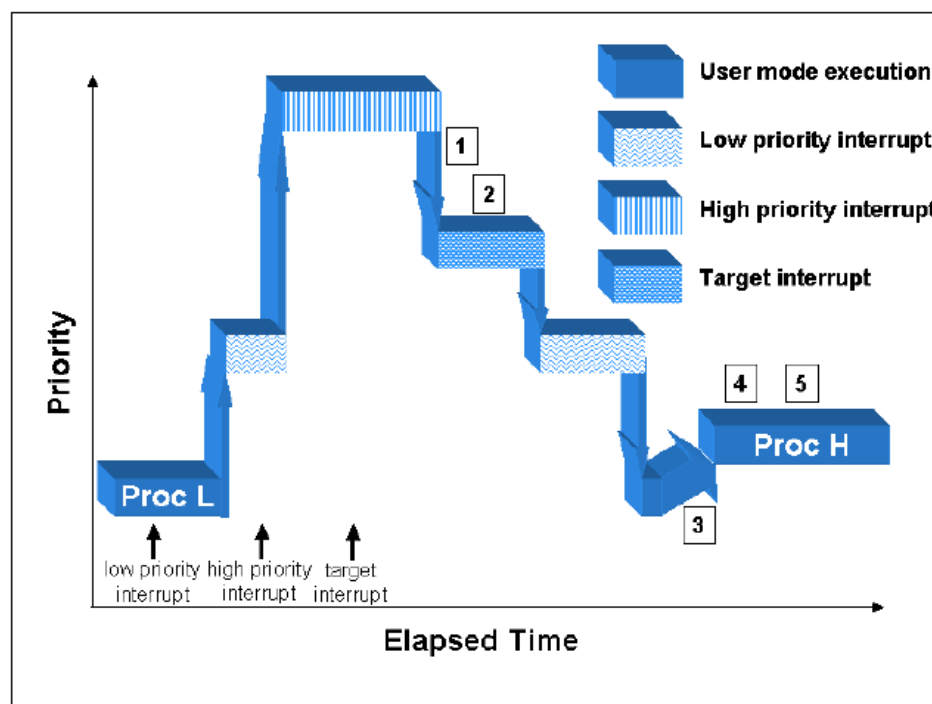 User mode execution
1
Low priority interrupt
2
High priority interrupt
Target interrupt
Priority
4 5
Proc H
Proc L
3
low priority interrupt
high priority interrupt
target interrupt
Elapsed Time